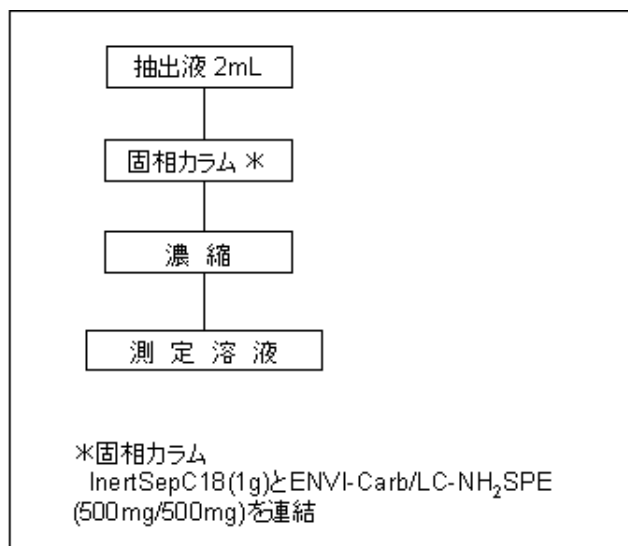 抽出液 2mL
固相カラム ＊
濃 縮
測 定 溶 液
＊固相カラム
InertSepC18(1g)とENVI-Carb/LC-NH₂SPE
(500mg/500mg)を連結